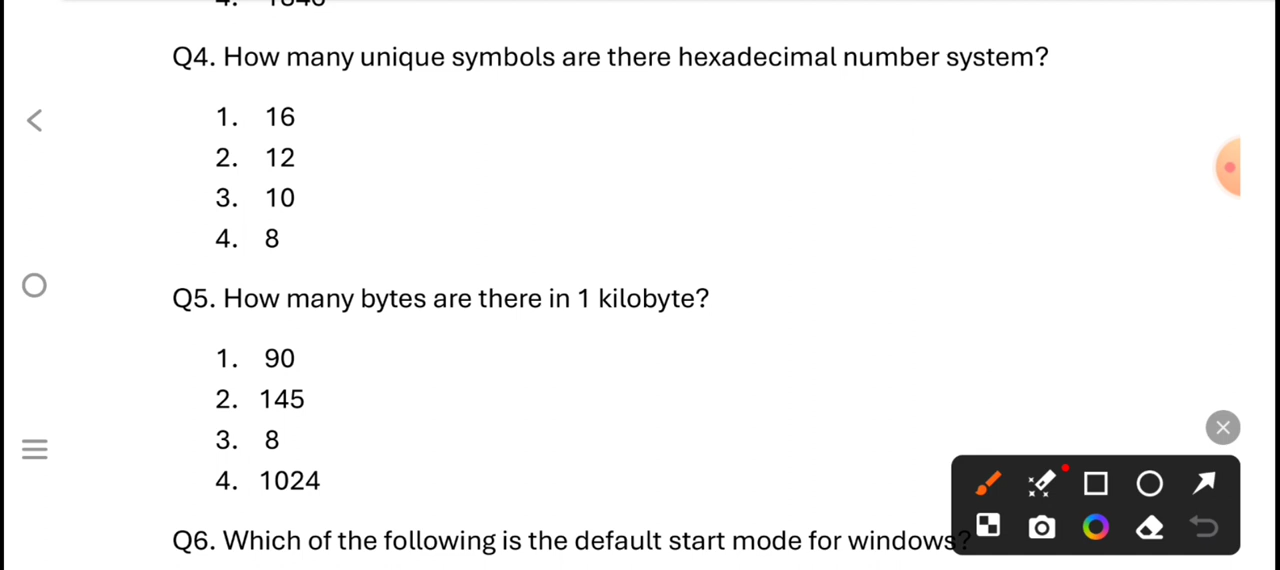 Q4. How many unique symbols are there hexadecimal number system?
1. 16
2. 12
3. 10
4. 8
Q5. How many bytes are there in 1 kilobyte?
1. 90
2. 145
3. 8
4. 1024
Q6. Which of the following is the default start mode for windows?